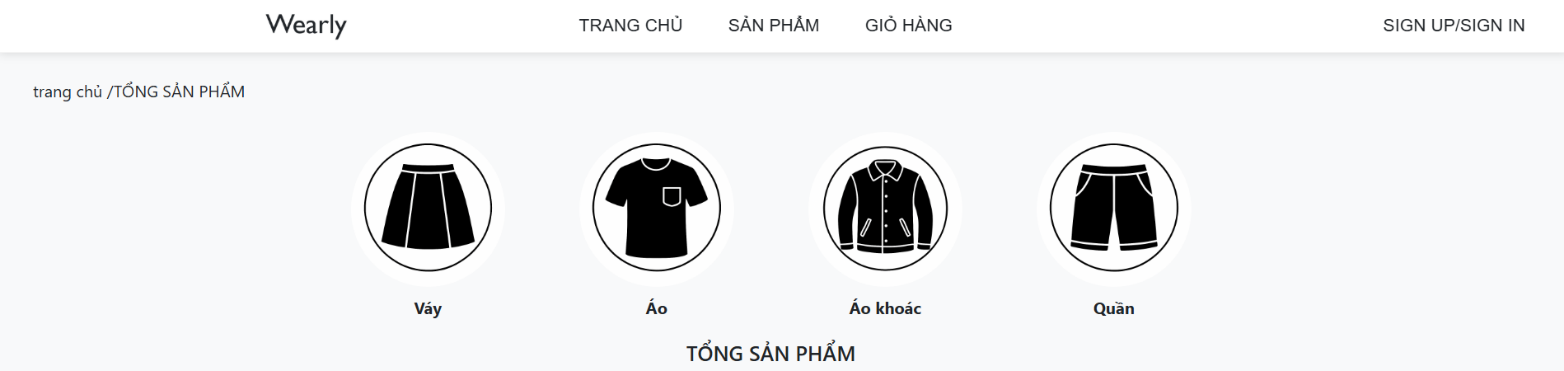 Wearly TRANG CHỦ SẢN PHẨM GIỎ HÀNG SIGN UP/SIGN IN
trang chủ /TỔNG SẢN PHẨM
Váy Áo Áo khoác Quần
TỔNG SẢN PHẨM